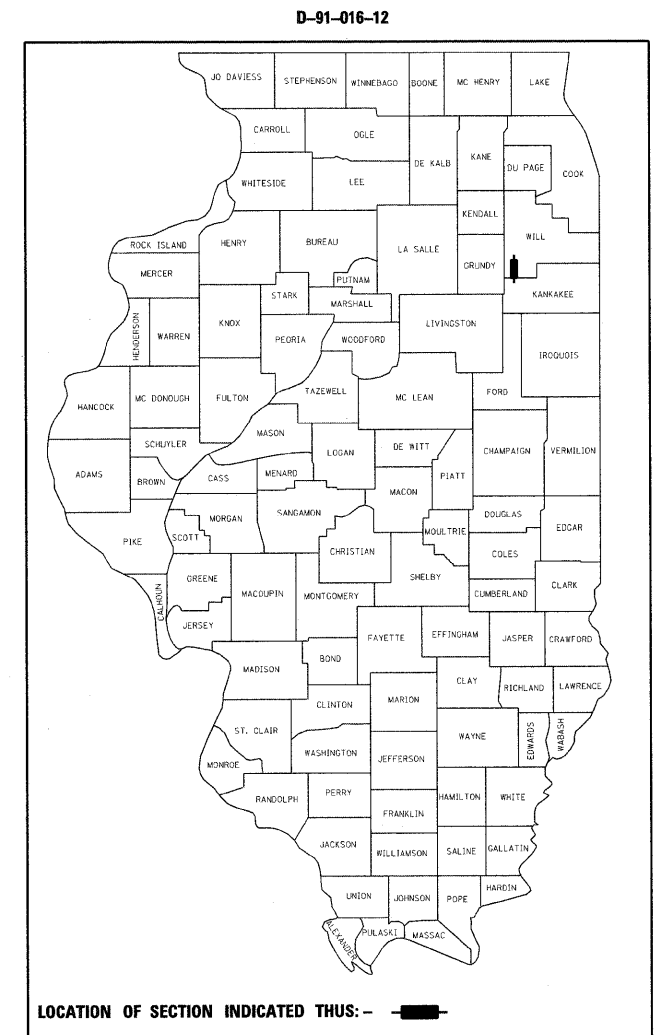 D-91-016-12
JO DAVIESS
STEPHENSON
WINNEBAGO
BOONE
MC HENRY
LAKE
CARROLL
OGLE
DE KALB
KANE
DU PAGE
COOK
WHITESIDE
LEE
KENDALL
WILL
ROCK ISLAND
HENRY
BUREAU
LA SALLE
GRUNDY
MERCER
PUTNAM
KANKAKEE
STARK
MARSHALL
HENDERSON
WARREN
KNOX
PEORIA
WOODFORD
LIVINGSTON
IROQUOIS
HANCOCK
MC DONOUGH
FULTON
TAZEWELL
MC LEAN
FORD
MASON
SCHUYLER
LOGAN
DE WITT
CHAMPAIGN
VERMILION
ADAMS
BROWN
CASS
MENARD
PIATT
MACON
PIKE
SCOTT
MORGAN
SANGAMON
CHRISTIAN
MOULTRIE
DOUGLAS
EDGAR
COLES
CALHOUN
GREENE
MACOUPIN
MONTGOMERY
SHELBY
CUMBERLAND
CLARK
JERSEY
FAYETTE
EFFINGHAM
JASPER
CRAWFORD
MADISON
BOND
CLAY
RICHLAND
LAWRENCE
CLINTON
MARION
ST. CLAIR
WASHINGTON
WAYNE
EDWARDS
WABASH
MONROE
JEFFERSON
RANDOLPH
PERRY
HAMILTON
WHITE
FRANKLIN
JACKSON
WILLIAMSON
SALINE
GALLATIN
UNION
JOHNSON
POPE
HARDIN
ALEXANDER
PULASKI
MASSAC
LOCATION OF SECTION INDICATED THUS: -